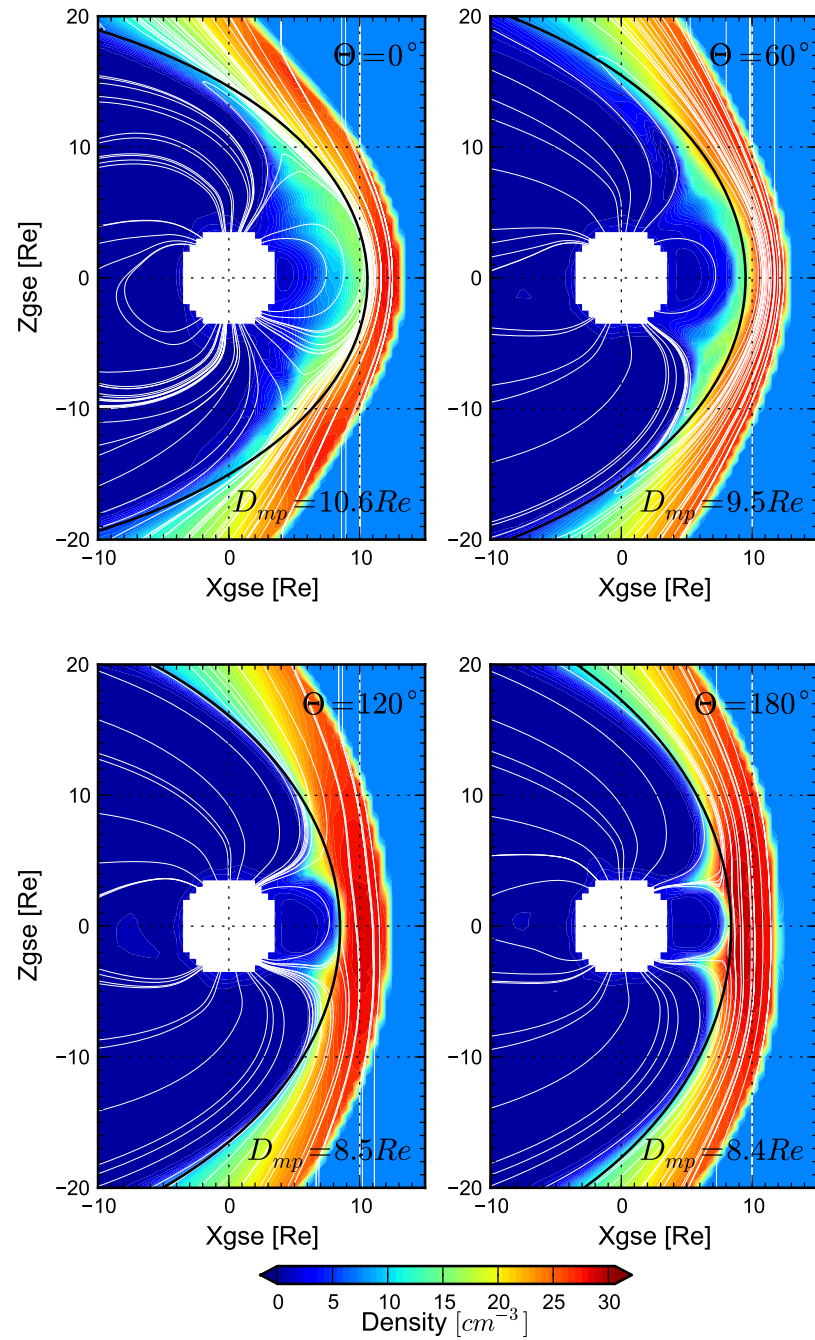 20
10
0
−10
−20
Zgse [Re]
Θ=0°
D_mp=10.6Re
−10 0 10
Xgse [Re]
20
10
0
−10
−20
Θ=60°
D_mp=9.5Re
−10 0 10
Xgse [Re]
20
10
0
−10
−20
Zgse [Re]
Θ=120°
D_mp=8.5Re
−10 0 10
Xgse [Re]
20
10
0
−10
−20
Θ=180°
D_mp=8.4Re
−10 0 10
Xgse [Re]
0 5 10 15 20 25 30
Density [cm⁻³]